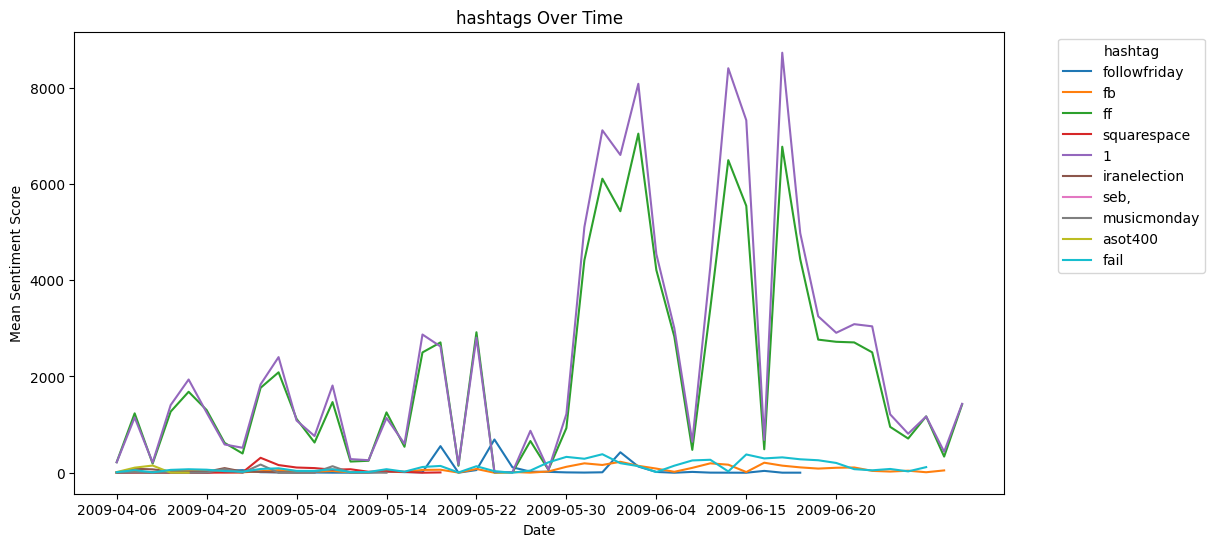 hashtags Over Time
Mean Sentiment Score
8000
6000
4000
2000
0
2009-04-06 2009-04-20 2009-05-04 2009-05-14 2009-05-22 2009-05-30 2009-06-04 2009-06-15 2009-06-20
Date
hashtag
followfriday
fb
ff
squarespace
1
iranelection
seb,
musicmonday
asot400
fail